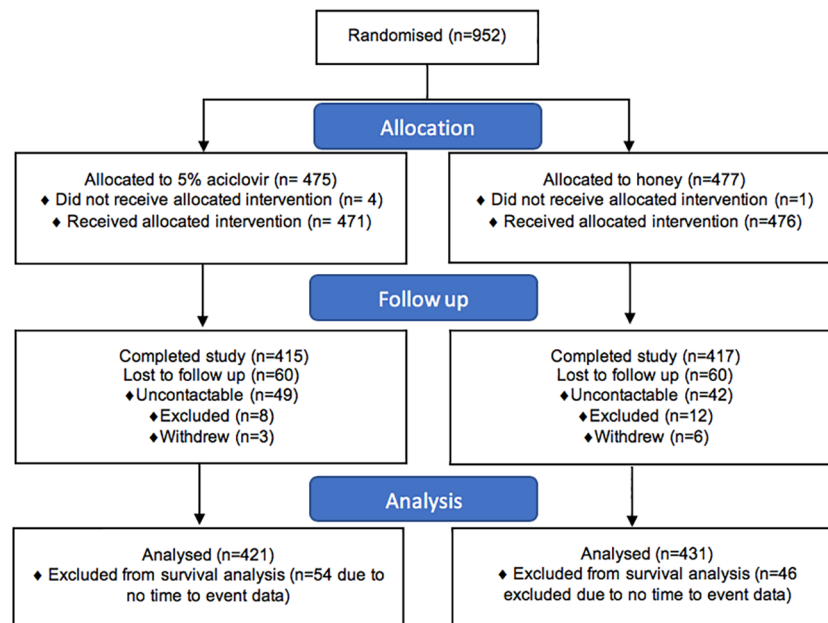 Randomised (n=952)
Allocation
Allocated to 5% aciclovir (n= 475)
♦ Did not receive allocated intervention (n= 4)
♦ Received allocated intervention (n= 471)
Allocated to honey (n=477)
♦ Did not receive allocated intervention (n=1)
♦ Received allocated intervention (n=476)
Follow up
Completed study (n=415)
Lost to follow up (n=60)
♦Uncontactable (n=49)
♦Excluded (n=8)
♦Withdrew (n=3)
Completed study (n=417)
Lost to follow up (n=60)
♦Uncontactable (n=42)
♦Excluded (n=12)
♦Withdrew (n=6)
Analysis
Analysed (n=421)
♦ Excluded from survival analysis (n=54 due to
no time to event data)
Analysed (n=431)
♦ Excluded from survival analysis (n=46
excluded due to no time to event data)